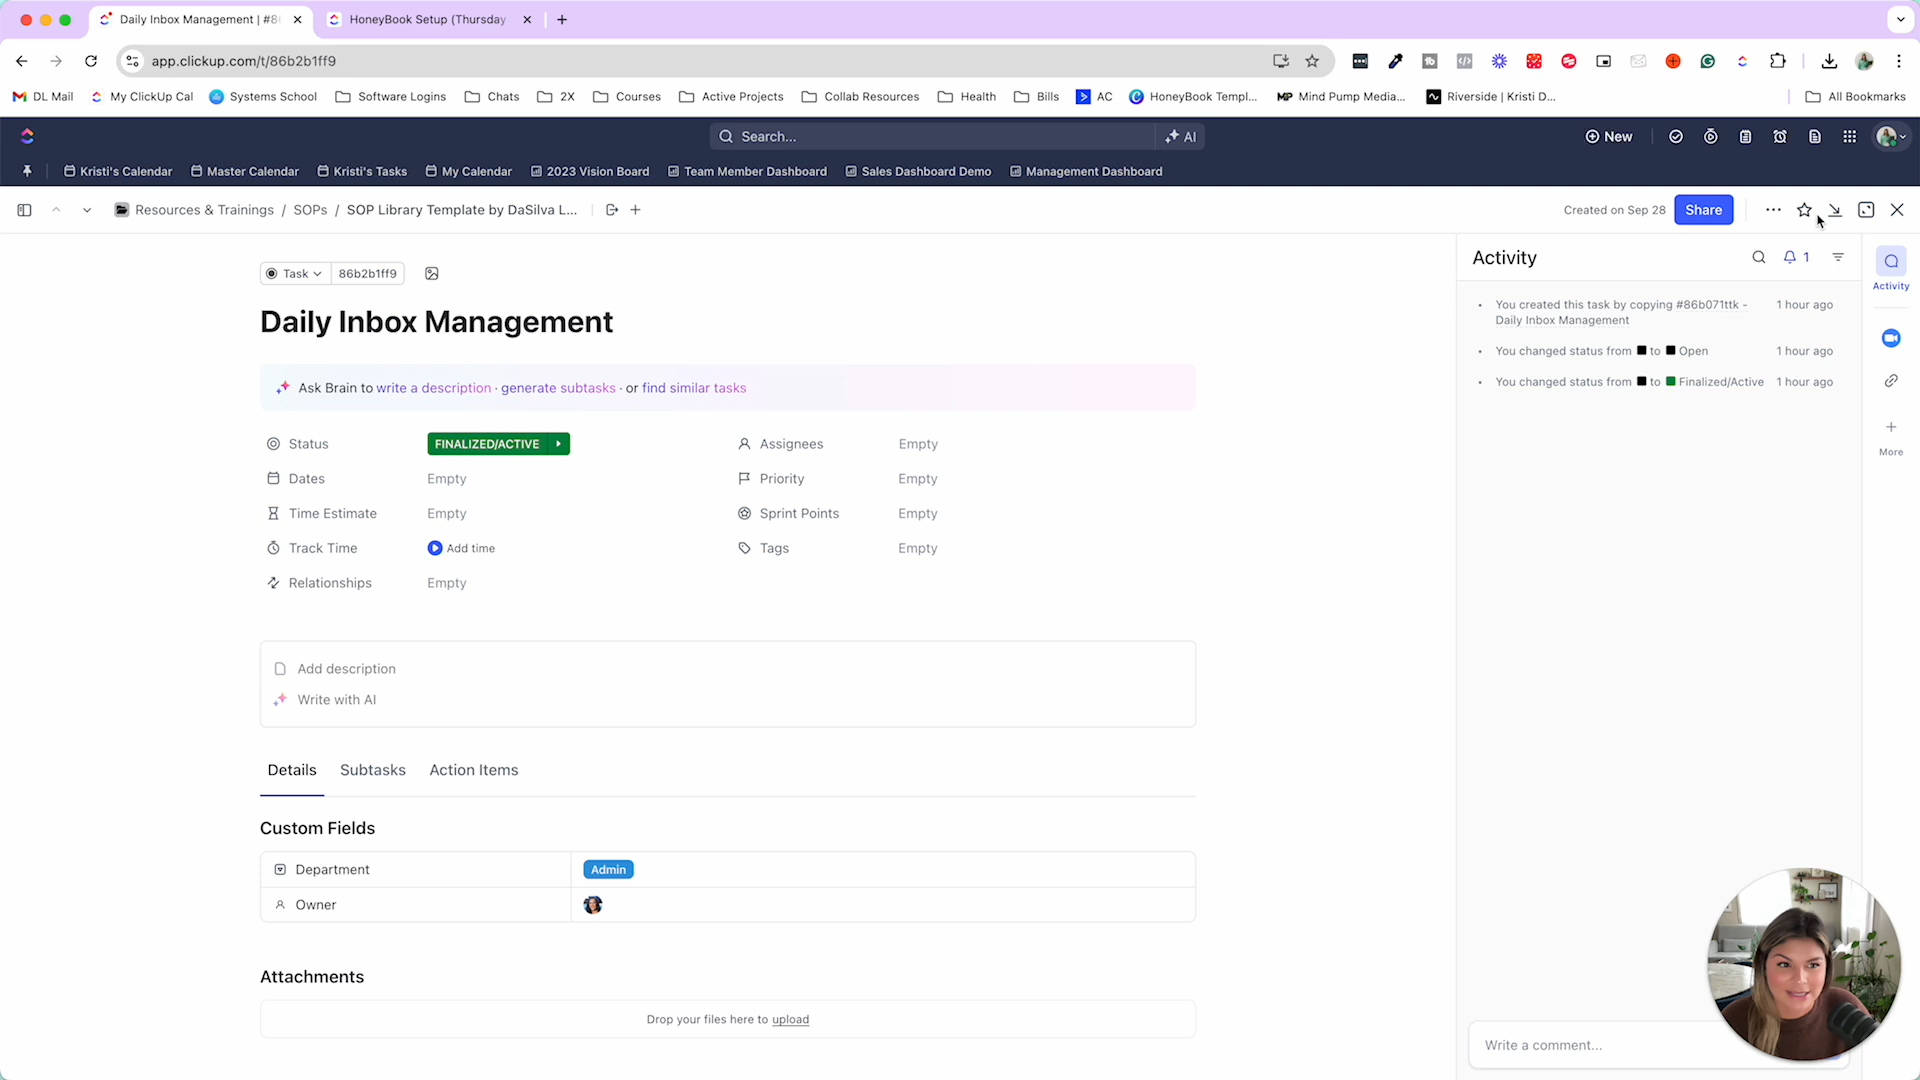 Daily Inbox Management | #8
HoneyBook Setup (Thursday
app.clickup.com/t/86b2b1ff9
DL Mail
My ClickUp Cal
Systems School
Software Logins
Chats
2X
Courses
Active Projects
Collab Resources
Health
Bills
AC
HoneyBook Templ...
MP Mind Pump Media...
Riverside | Kristi D...
All Bookmarks
Search...
AI
New
Kristi's Calendar
Master Calendar
Kristi's Tasks
My Calendar
2023 Vision Board
Team Member Dashboard
Sales Dashboard Demo
Management Dashboard
Resources & Trainings / SOPs / SOP Library Template by DaSilva L...
Created on Sep 28
Share
Task
86b2b1ff9
Daily Inbox Management
Ask Brain to write a description · generate subtasks · or find similar tasks
Status
FINALIZED/ACTIVE
Assignees
Empty
Dates
Empty
Priority
Empty
Time Estimate
Empty
Sprint Points
Empty
Track Time
Add time
Tags
Empty
Relationships
Empty
Add description
Write with AI
Details
Subtasks
Action Items
Custom Fields
Department
Admin
Owner
Attachments
Drop your files here to upload
Activity
1
You created this task by copying #86b071ttk -
Daily Inbox Management
1 hour ago
You changed status from to Open
1 hour ago
You changed status from to Finalized/Active
1 hour ago
Write a comment...
Activity
More